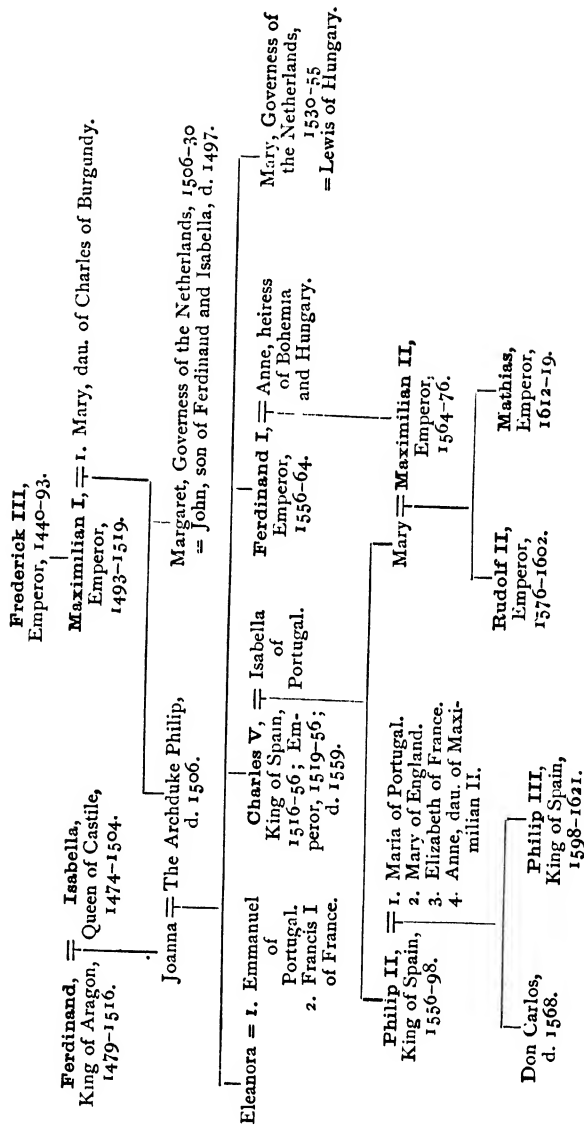 Frederick III,
Emperor, 1440-93.
Ferdinand, = Isabella,
King of Aragon, Queen of Castile,
1479-1516. 1474-1504.
Maximilian I, = 1. Mary, dau. of Charles of Burgundy.
Emperor,
1493-1519.
Joanna = The Archduke Philip,
d. 1506.
Margaret, Governess of the Netherlands, 1506-30
= John, son of Ferdinand and Isabella, d. 1497.
Eleanora = 1. Emmanuel
of
Portugal.
2. Francis I
of France.
Charles V, = Isabella
King of Spain, of
1516-56; Em- Portugal.
peror, 1519-56;
d. 1559.
Ferdinand I, = Anne, heiress
Emperor, of Bohemia
1556-64. and Hungary.
Mary, Governess of
the Netherlands,
1530-55
= Lewis of Hungary.
Philip II, = 1. Maria of Portugal.
King of Spain, 2. Mary of England.
1556-98. 3. Elizabeth of France.
4. Anne, dau. of Maxi-
milian II.
Mary = Maximilian II,
Emperor,
1564-76.
Don Carlos,
d. 1568.
Philip III,
King of Spain,
1598-1621.
Rudolf II,
Emperor,
1576-1602.
Mathias,
Emperor,
1612-19.